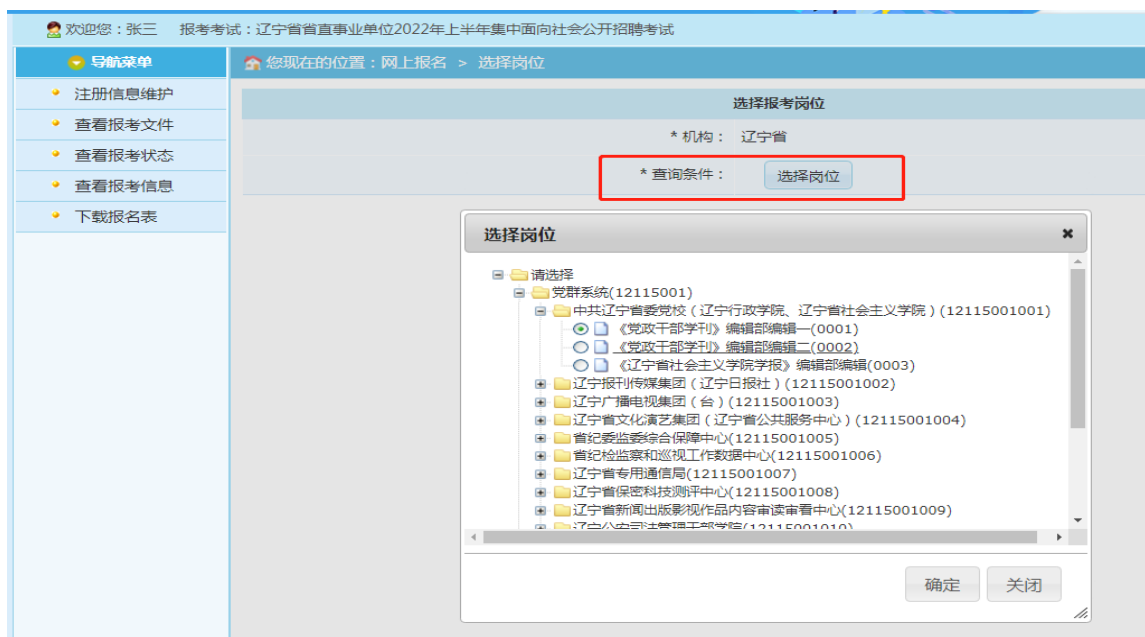 欢迎您：张三 报考考试：辽宁省省直事业单位2022年上半年集中面向社会公开招聘考试
导航菜单
注册信息维护
查看报考文件
查看报考状态
查看报考信息
下载报名表
您现在的位置：网上报名 > 选择岗位
选择报考岗位
* 机构： 辽宁省
* 查询条件： 选择岗位
选择岗位
请选择
党群系统(12115001)
中共辽宁省委党校（辽宁行政学院、辽宁省社会主义学院）(12115001001)
《党政干部学刊》编辑部编辑一(0001)
《党政干部学刊》编辑部编辑二(0002)
《辽宁省社会主义学院学报》编辑部编辑(0003)
辽宁报刊传媒集团（辽宁日报社）(12115001002)
辽宁广播电视集团（台）(12115001003)
辽宁省文化演艺集团（辽宁省公共服务中心）(12115001004)
省纪委监委综合保障中心(12115001005)
省纪检监察和巡视工作数据中心(12115001006)
辽宁省专用通信局(12115001007)
辽宁省保密科技测评中心(12115001008)
辽宁省新闻出版影视作品内容审读审看中心(12115001009)
辽宁公安司法管理干部学院(12115001010)
确定 关闭